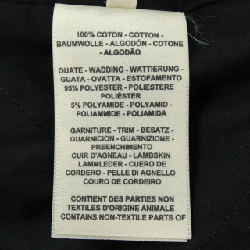 100% COTON - COTTON -
BAUMWOLLE - ALGODÓN - COTONE
- ALGODÃO
OUATE - WADDING - WATTIERUNG -
GUATA - OVATTA - ESTOFAMENTO
95% POLYESTER - POLIESTERE
POLIÉSTER
5% POLYAMIDE - POLYAMID -
POLIAMMIDE - POLIAMIDA
GARNITURE - TRIM - BESATZ -
GUARNICION - GUARNIZIONE -
PREENCHIMENTO
CUIR D'AGNEAU - LAMBSKIN
LAMMLEDER - CUERO DE
CORDERO - PELLE DI AGNELLO
COURO DE CORDEIRO
CONTIENT DES PARTIES NON
TEXTILES D'ORIGINE ANIMALE
CONTAINS NON-TEXTILE PARTS OF